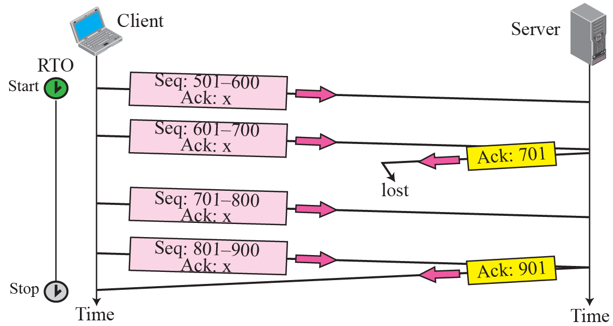 Client
Server
RTO
Start
Seq: 501–600
Ack: x
Seq: 601–700
Ack: x
Ack: 701
lost
Seq: 701–800
Ack: x
Seq: 801–900
Ack: x
Ack: 901
Stop
Time
Time